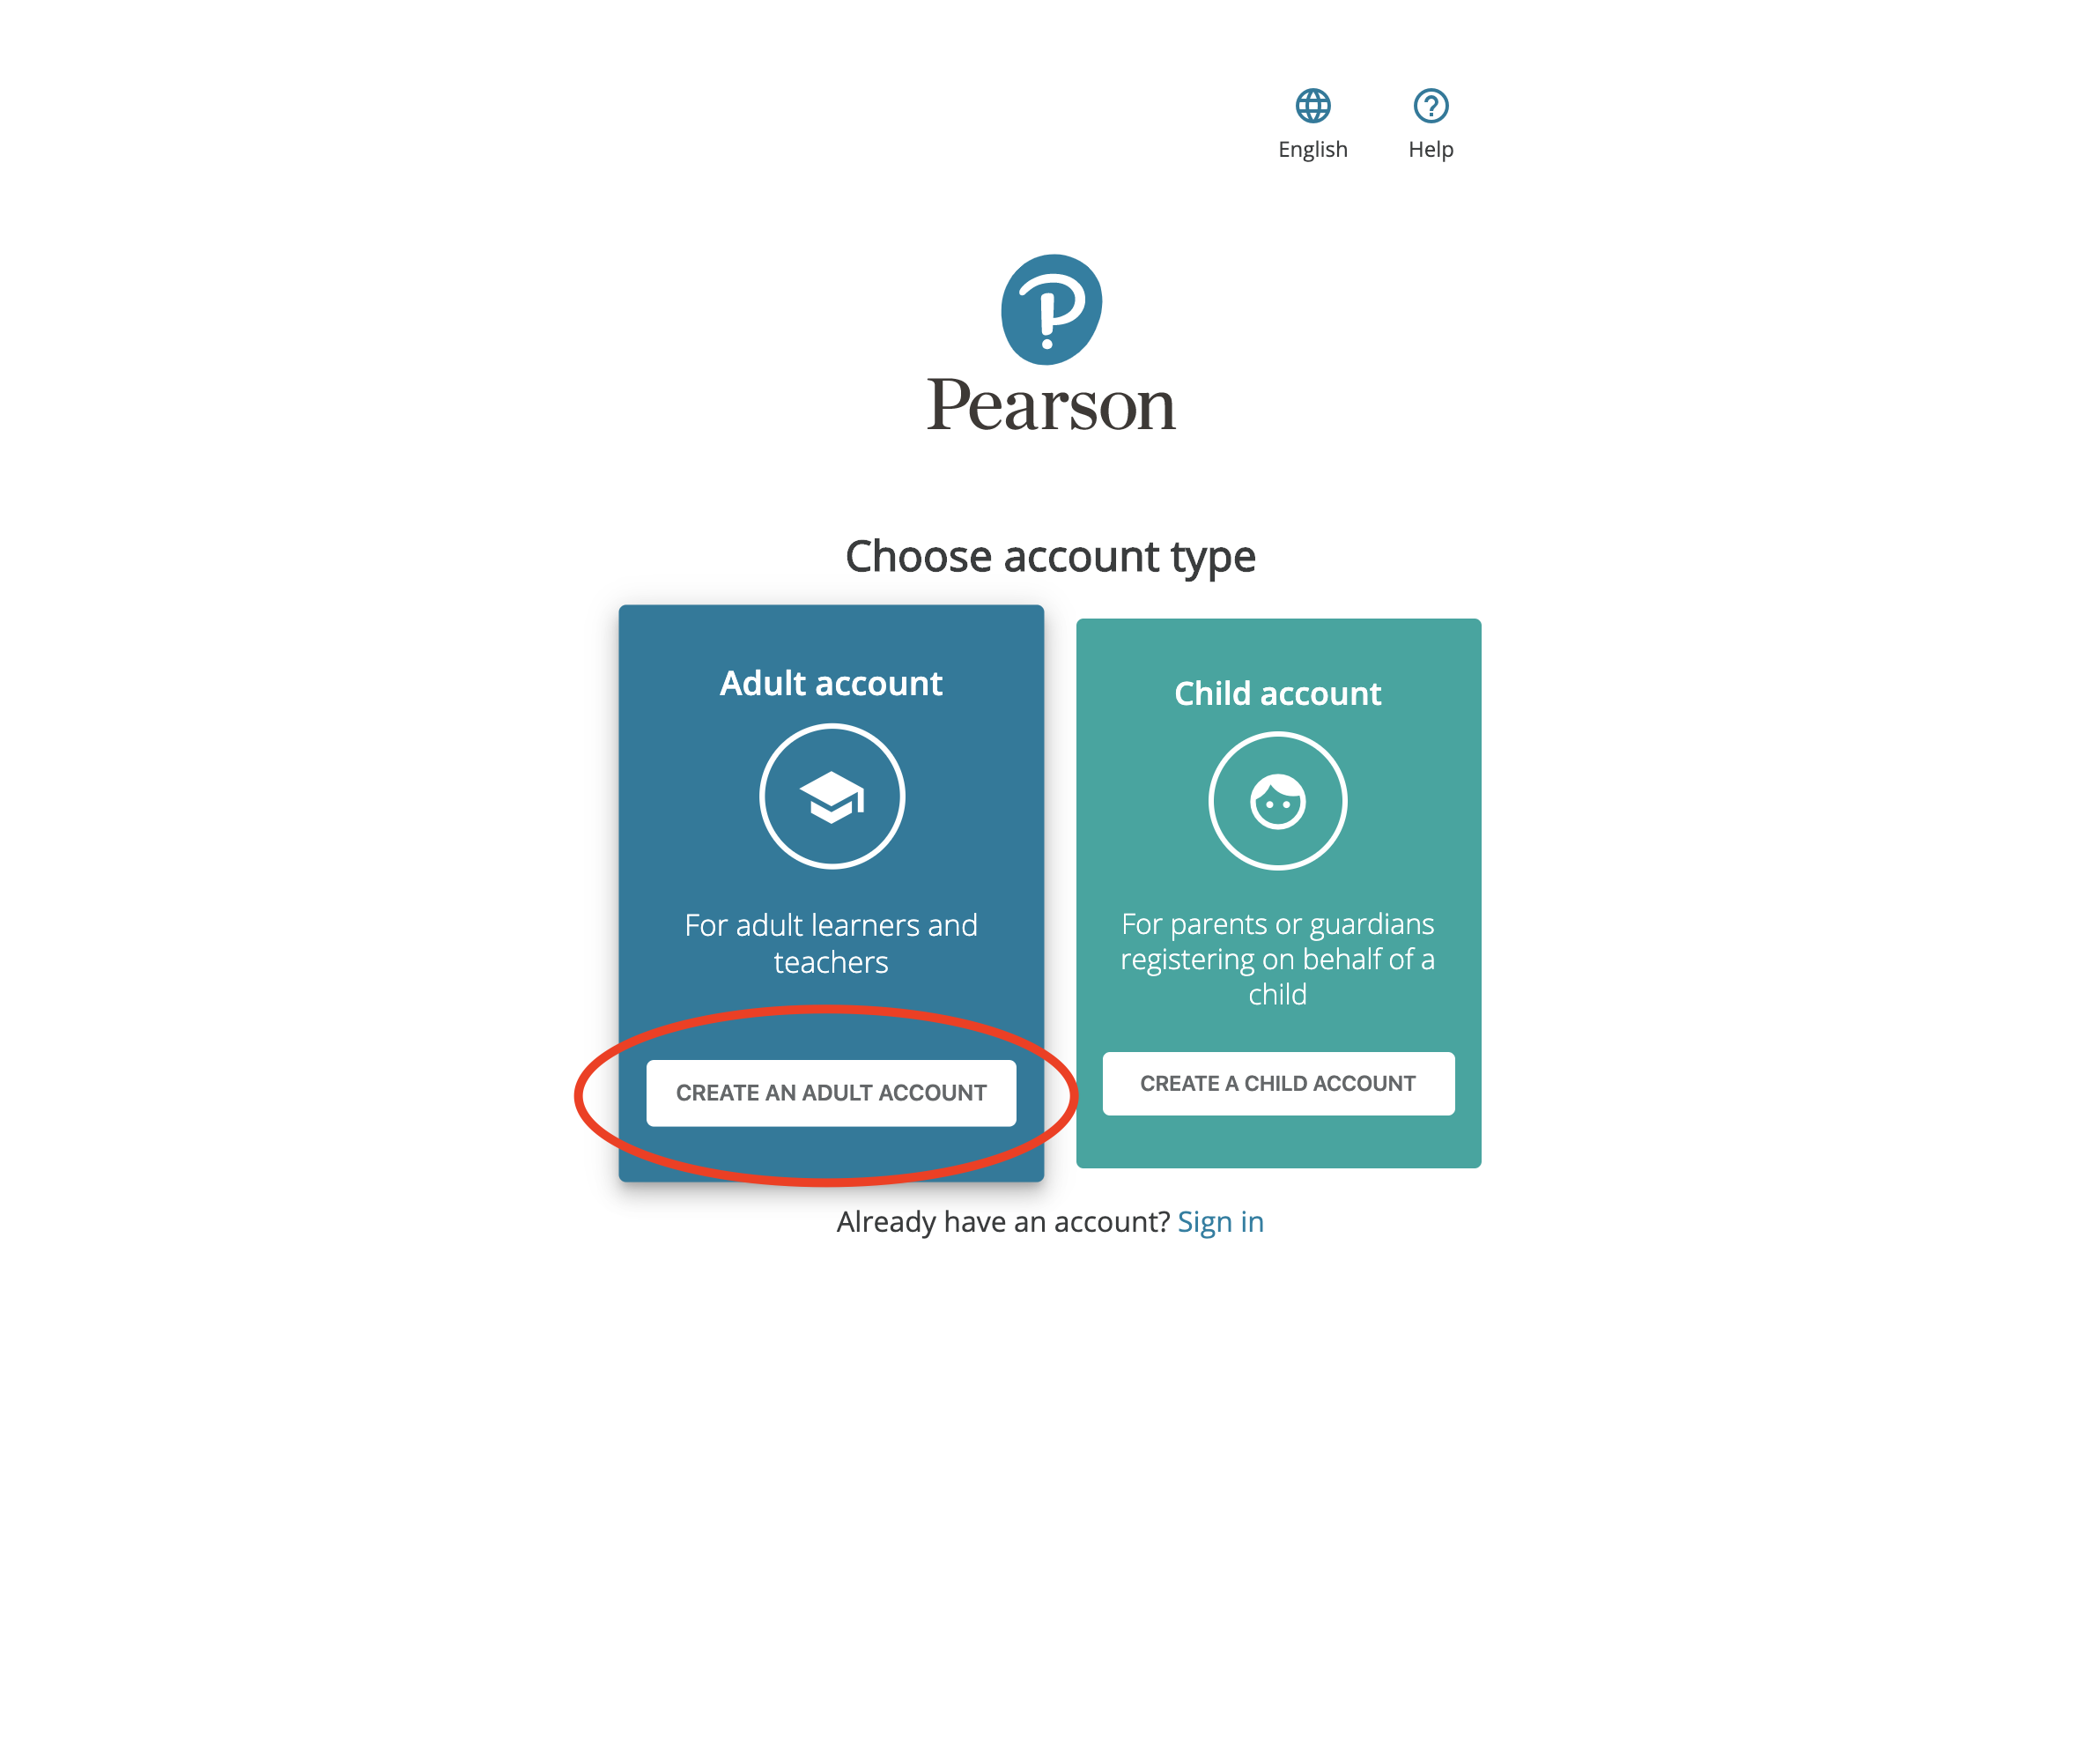 English
Help
Pearson
Choose account type
Adult account
For adult learners and
teachers
CREATE AN ADULT ACCOUNT
Child account
For parents or guardians
registering on behalf of a
child
CREATE A CHILD ACCOUNT
Already have an account? Sign in